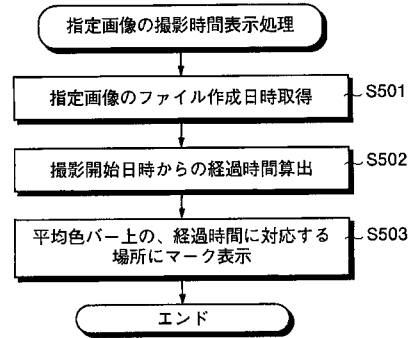 指定画像の撮影時間表示処理
指定画像のファイル作成日時取得
S501
撮影開始日時からの経過時間算出
S502
平均色バー上の、経過時間に対応する
場所にマーク表示
S503
エンド